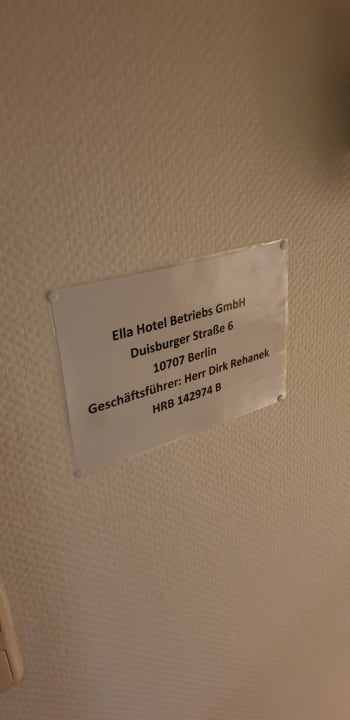 Ella Hotel Betriebs GmbH
Duisburger Straße 6
10707 Berlin
Geschäftsführer: Herr Dirk Rehanek
HRB 142974 B